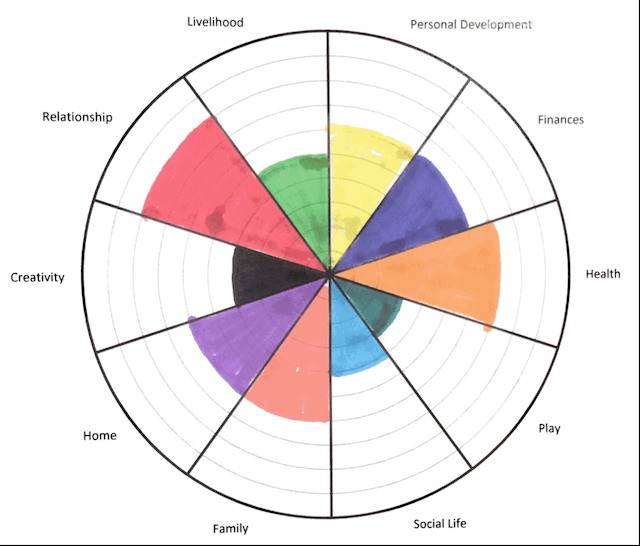 Livelihood
Personal Development
Relationship
Finances
Creativity
Health
Home
Play
Family
Social Life